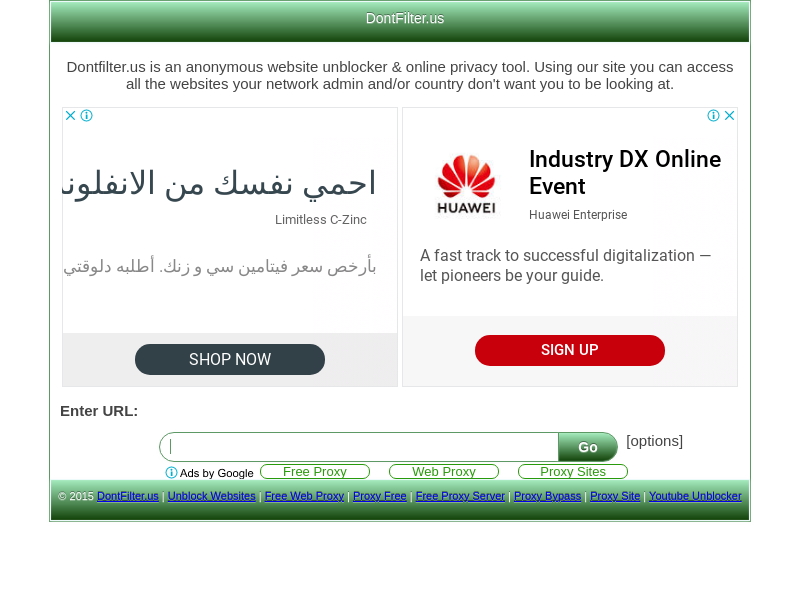 DontFilter.us
Dontfilter.us is an anonymous website unblocker & online privacy tool. Using our site you can access
all the websites your network admin and/or country don't want you to be looking at.
احمي نفسك من الانفلونز
Limitless C-Zinc
بأرخص سعر فيتامين سي و زنك. أطلبه دلوقتي
SHOP NOW
HUAWEI
Industry DX Online
Event
Huawei Enterprise
A fast track to successful digitalization —
let pioneers be your guide.
SIGN UP
Enter URL:
Go [options]
Ads by Google Free Proxy Web Proxy Proxy Sites
© 2015 DontFilter.us | Unblock Websites | Free Web Proxy | Proxy Free | Free Proxy Server | Proxy Bypass | Proxy Site | Youtube Unblocker